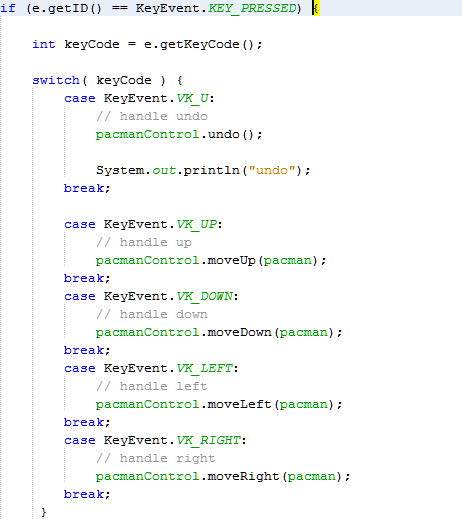 if (e.getID() == KeyEvent.KEY_PRESSED) {
int keyCode = e.getKeyCode();
switch( keyCode ) {
case KeyEvent.VK_U:
// handle undo
pacmanControl.undo();
System.out.println("undo");
break;
case KeyEvent.VK_UP:
// handle up
pacmanControl.moveUp(pacman);
break;
case KeyEvent.VK_DOWN:
// handle down
pacmanControl.moveDown(pacman);
break;
case KeyEvent.VK_LEFT:
// handle left
pacmanControl.moveLeft(pacman);
break;
case KeyEvent.VK_RIGHT:
// handle right
pacmanControl.moveRight(pacman);
break;
}